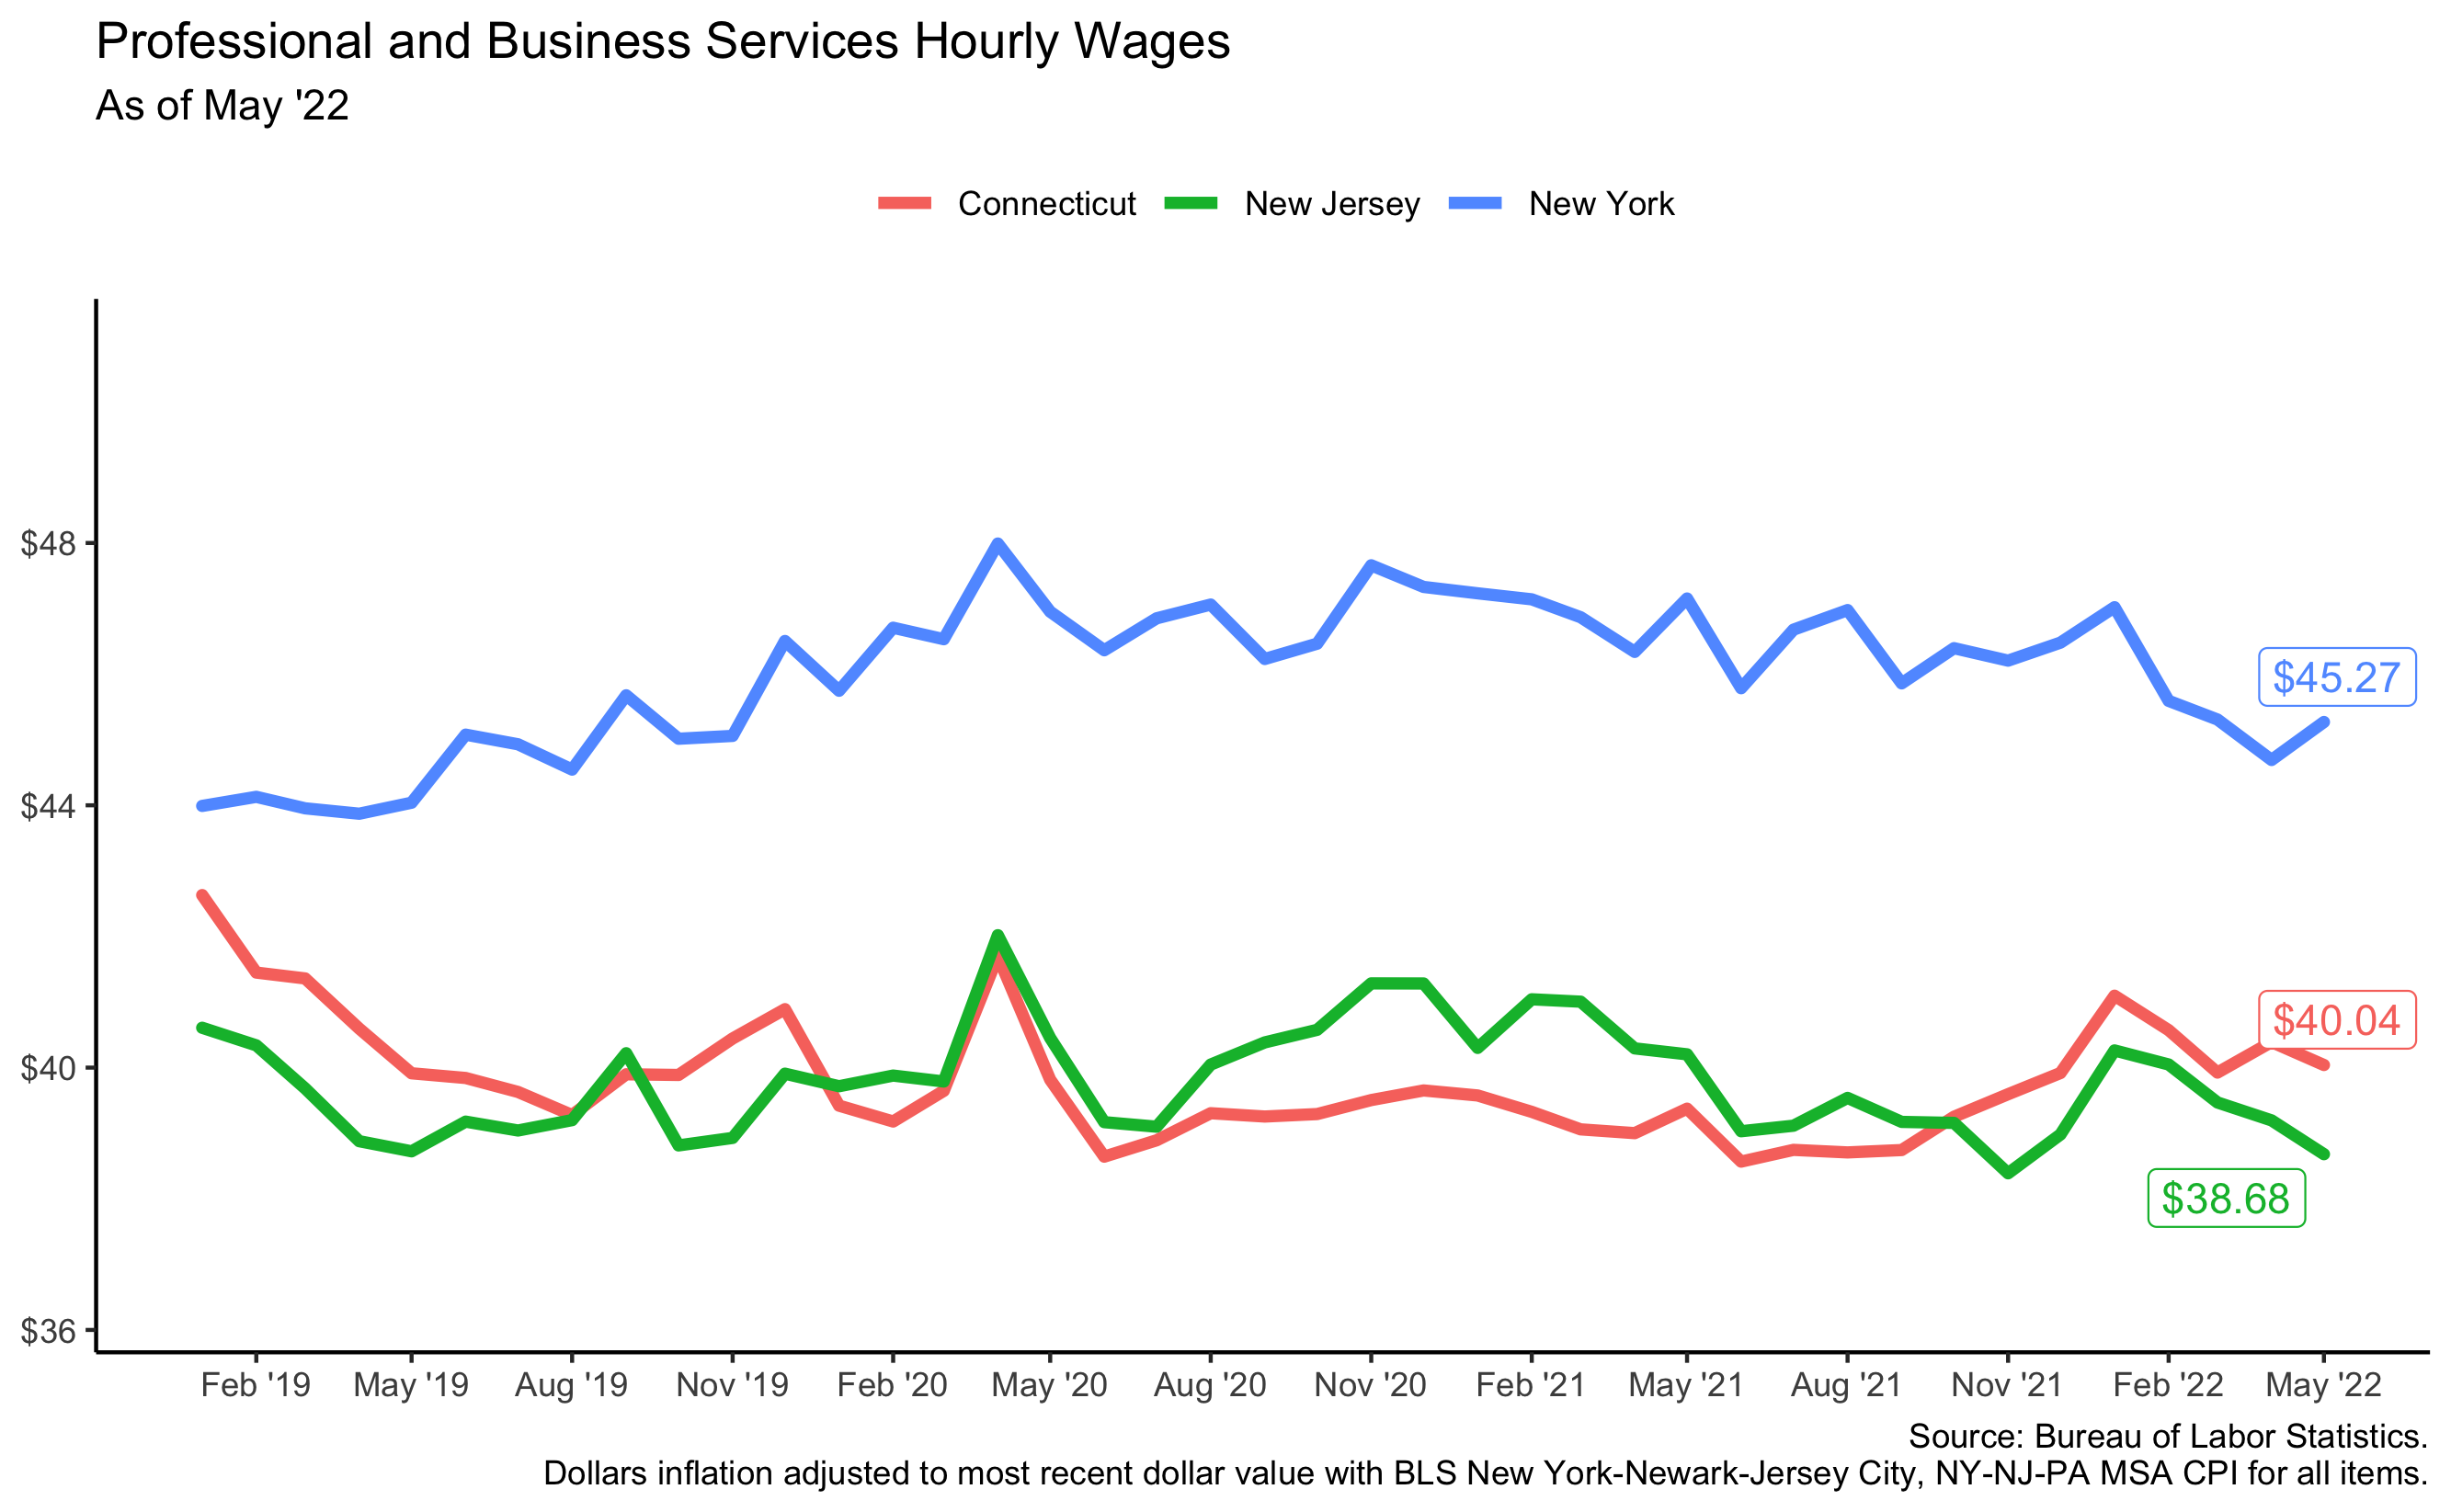 Professional and Business Services Hourly Wages
As of May '22
Connecticut New Jersey New York
$48
$44
$40
$36
$45.27
$40.04
$38.68
Feb '19 May '19 Aug '19 Nov '19 Feb '20 May '20 Aug '20 Nov '20 Feb '21 May '21 Aug '21 Nov '21 Feb '22 May '22
Source: Bureau of Labor Statistics.
Dollars inflation adjusted to most recent dollar value with BLS New York-Newark-Jersey City, NY-NJ-PA MSA CPI for all items.